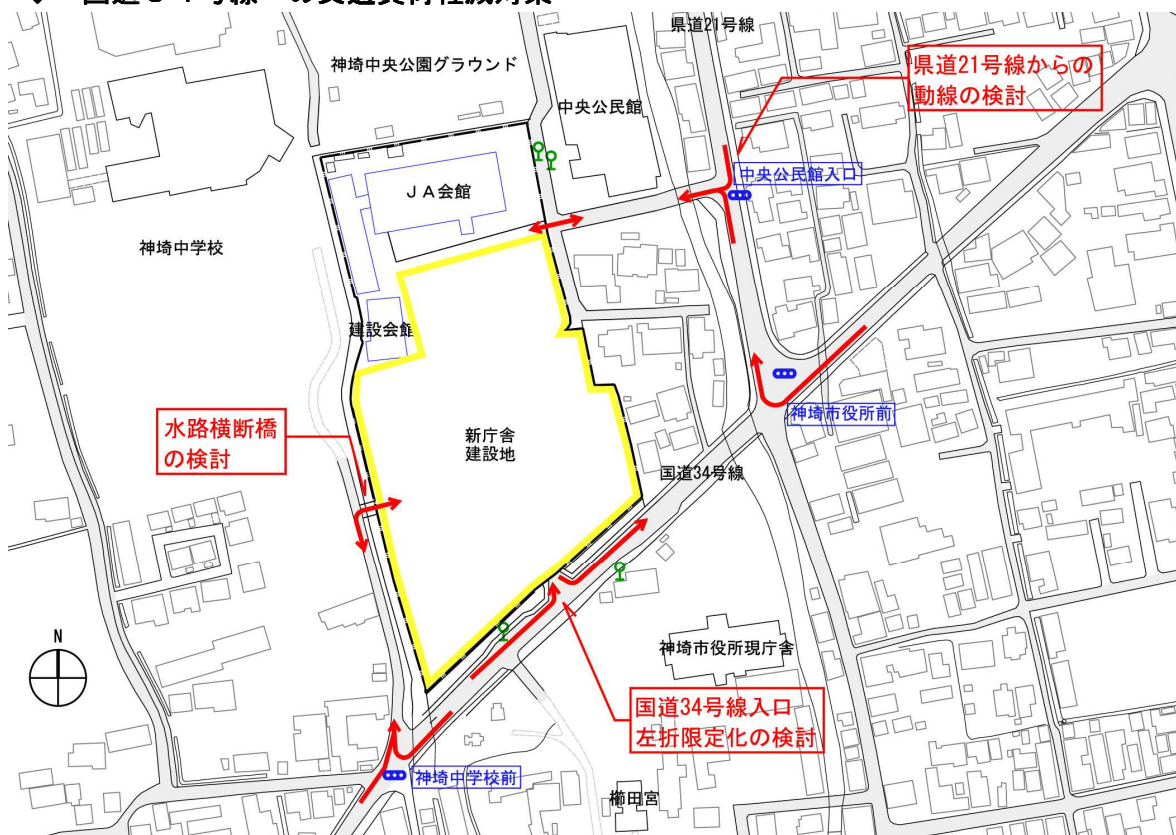 県道21号線
神埼中央公園グラウンド
県道21号線からの
動線の検討
中央公民館
中央公民館入口
ＪＡ会館
神埼中学校
建設会館
神埼市役所前
水路横断橋
の検討
新庁舎
建設地
国道34号線
N
神埼市役所現庁舎
国道34号線入口
左折限定化の検討
神埼中学校前
櫛田宮